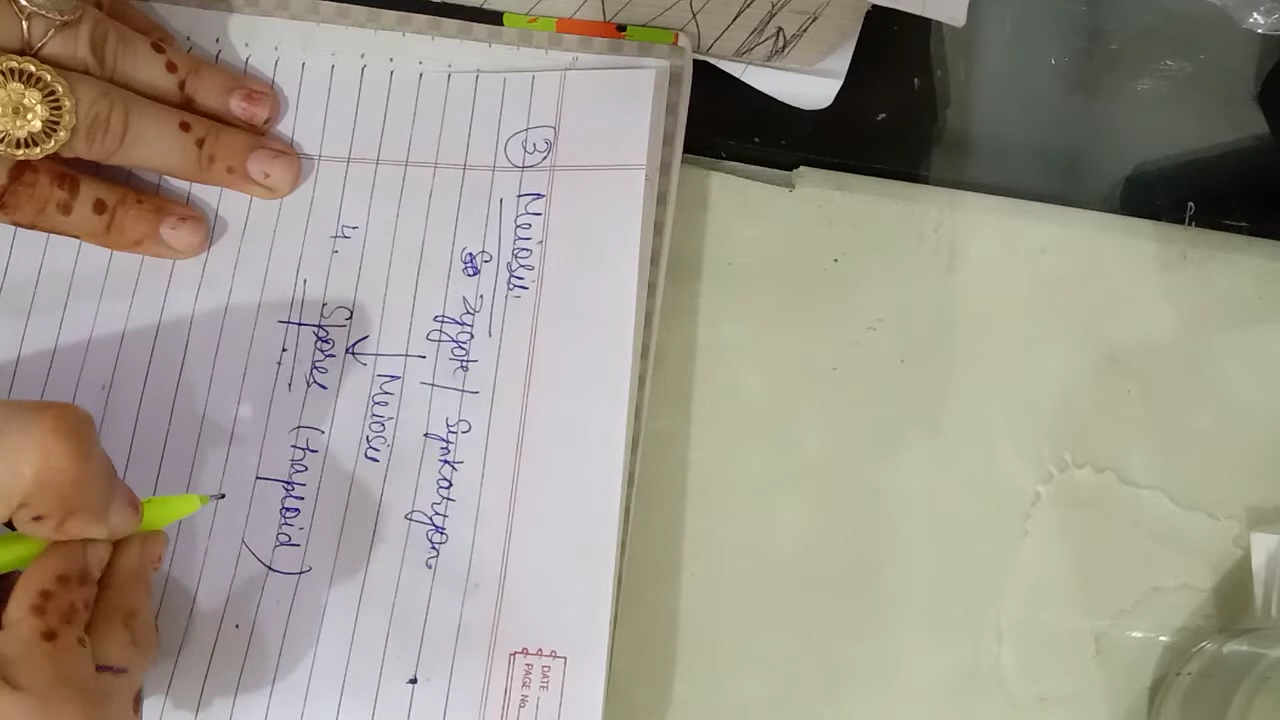 DATE
PAGE No.
③ Meiosis
Zygote / Synkaryon
Meiosis
4. Spores (haploid)